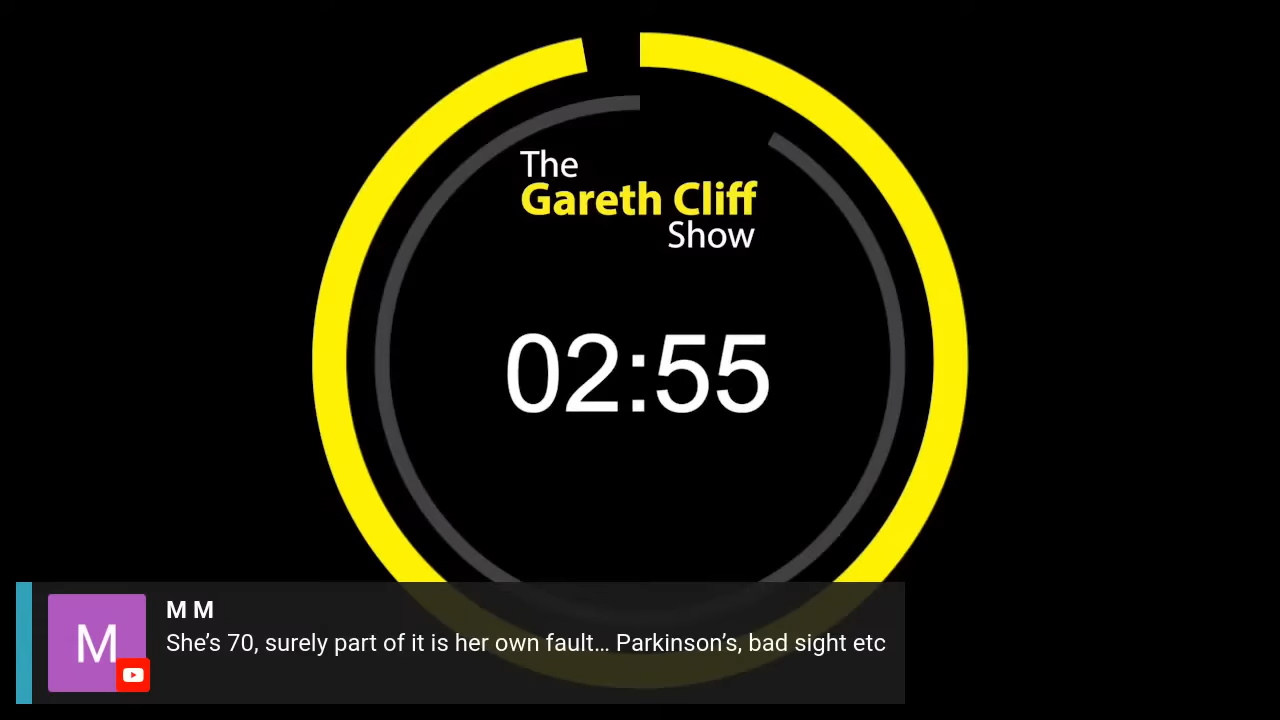 The
Gareth Cliff
Show
02:55
M M
M
She’s 70, surely part of it is her own fault... Parkinson’s, bad sight etc